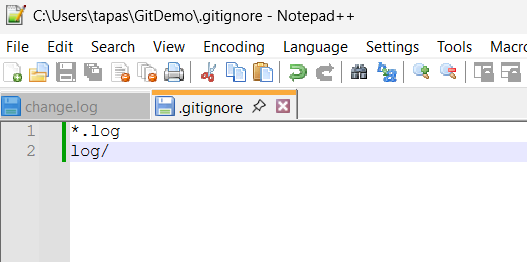 C:\Users\tapas\GitDemo\.gitignore - Notepad++
File Edit Search View Encoding Language Settings Tools Macro
change.log .gitignore
1 *.log
2 log/